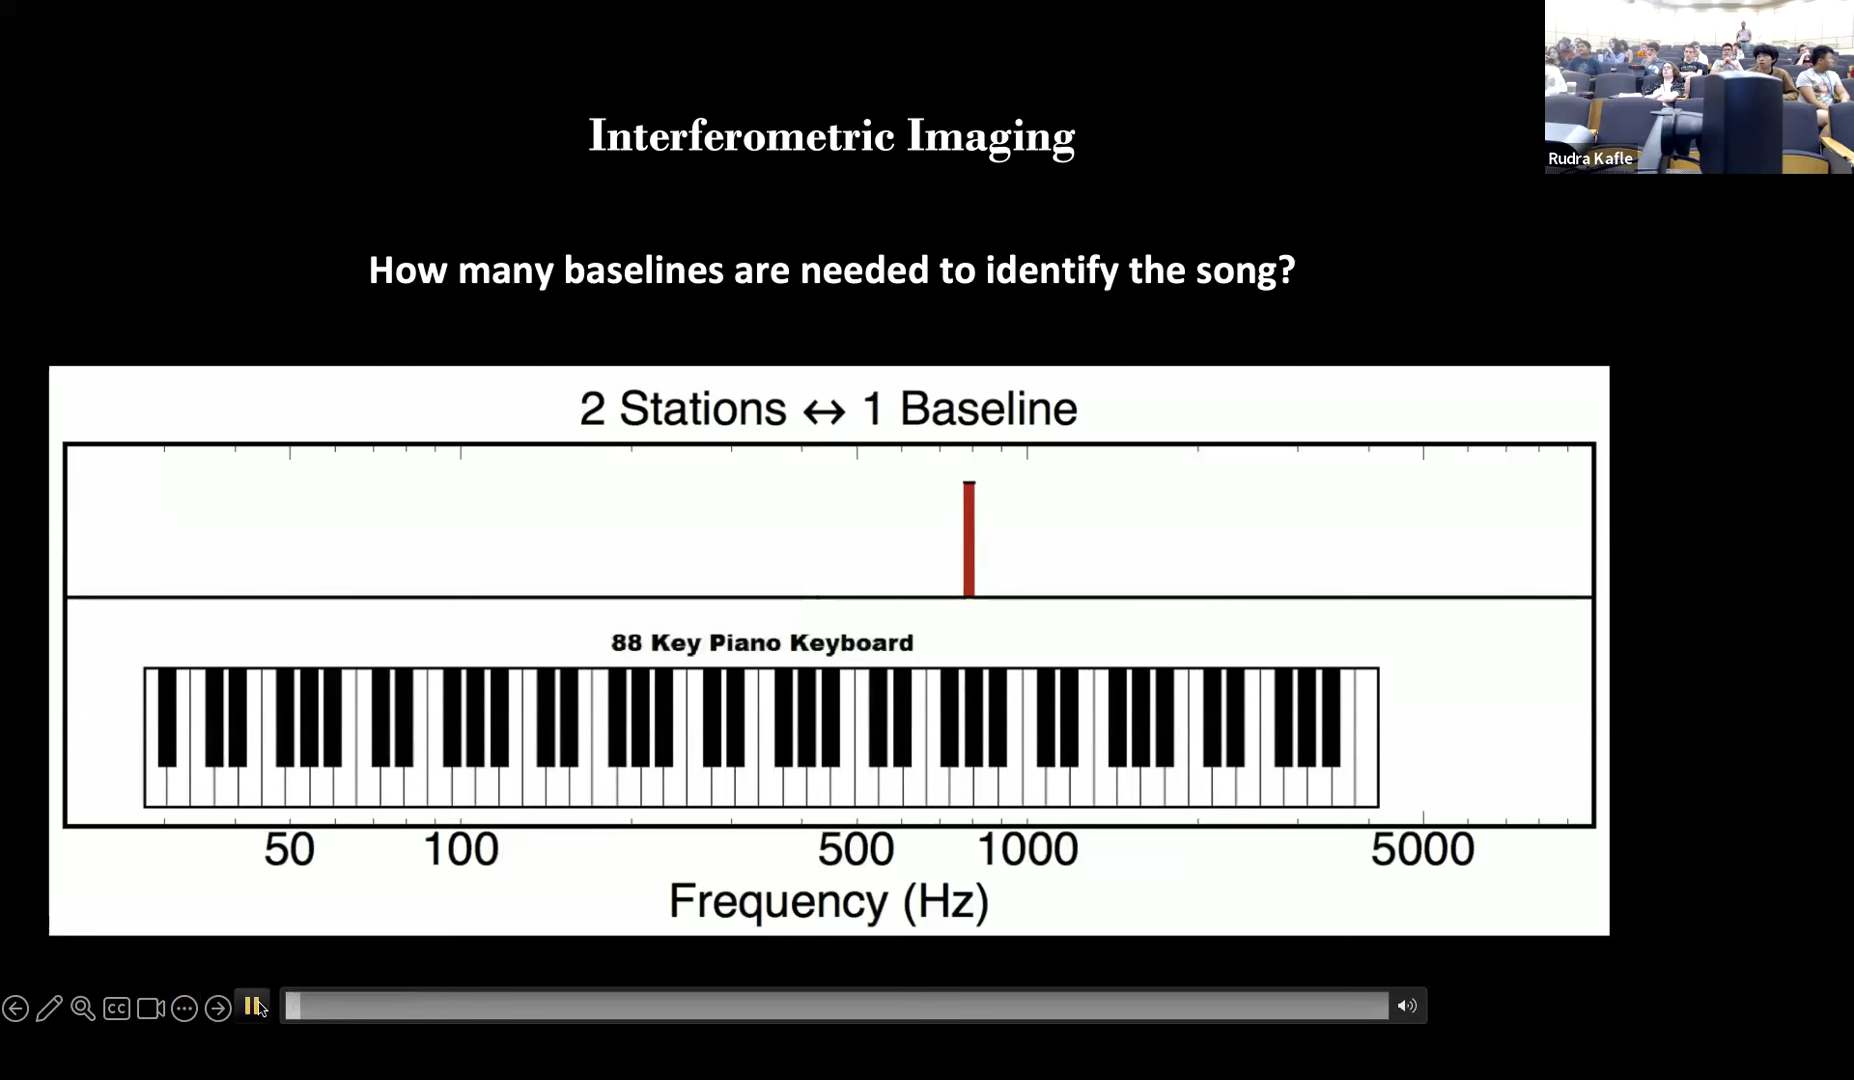 Interferometric Imaging
Rudra Kafle
How many baselines are needed to identify the song?
2 Stations ↔ 1 Baseline
88 Key Piano Keyboard
50 100 500 1000 5000
Frequency (Hz)
CC